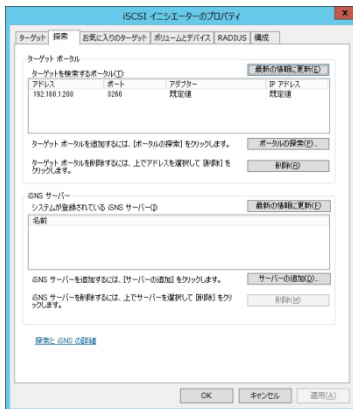 iSCSI イニシエーターのプロパティ
x
ターゲット 探索 お気に入りのターゲット ボリュームとデバイス RADIUS 構成
ターゲット ポータル
ターゲットを検索するポータル(T):
最新の情報に更新(E)
アドレス ポート アダプター IP アドレス
192.168.1.200 3260 既定値 既定値
ターゲット ポータルを追加するには、[ポータルの探索] をクリックします。
ポータルの探索(P)...
ターゲット ポータルを削除するには、上でアドレスを選択して [削除] を
クリックします。
削除(R)
iSNS サーバー
システムが登録されている iSNS サーバー(I):
最新の情報に更新(F)
名前
iSNS サーバーを追加するには、[サーバーの追加] をクリックします。
サーバーの追加(D)...
iSNS サーバーを削除するには、上でサーバーを選択して [削除] をクリ
ックします。
削除(M)
探索と iSNS の詳細
OK キャンセル 適用(A)